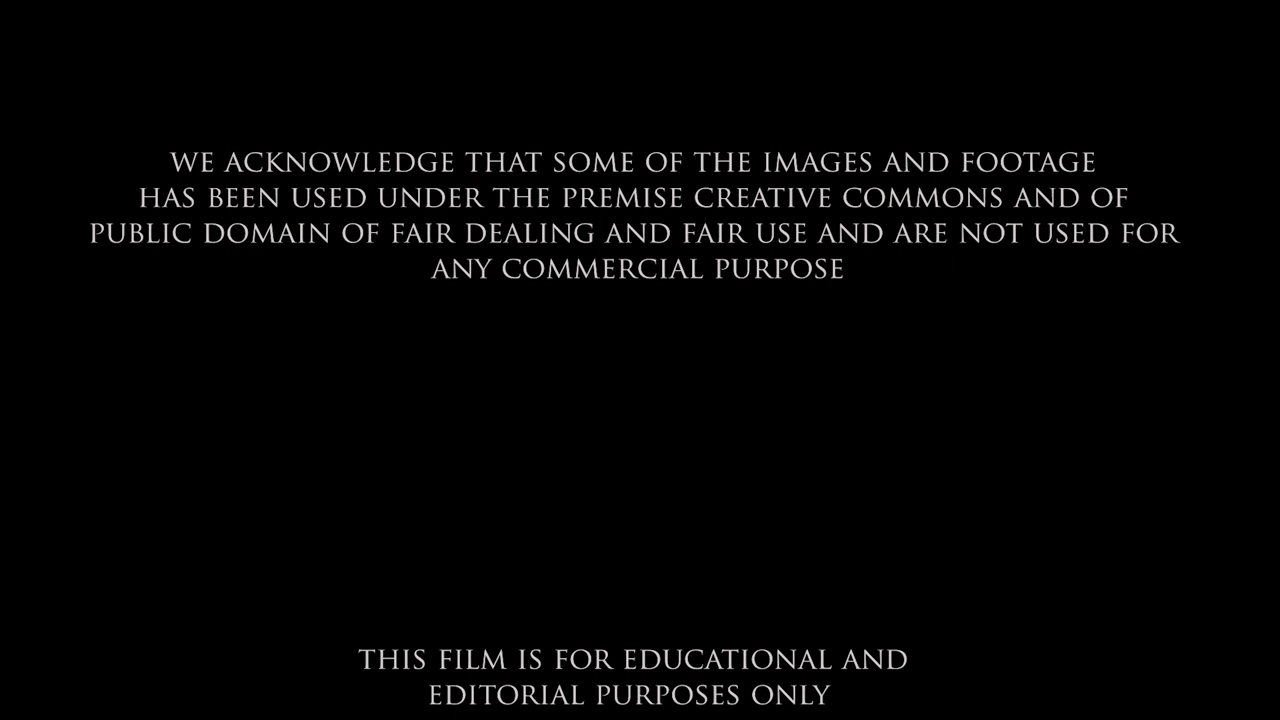 WE ACKNOWLEDGE THAT SOME OF THE IMAGES AND FOOTAGE
HAS BEEN USED UNDER THE PREMISE CREATIVE COMMONS AND OF
PUBLIC DOMAIN OF FAIR DEALING AND FAIR USE AND ARE NOT USED FOR
ANY COMMERCIAL PURPOSE
THIS FILM IS FOR EDUCATIONAL AND
EDITORIAL PURPOSES ONLY